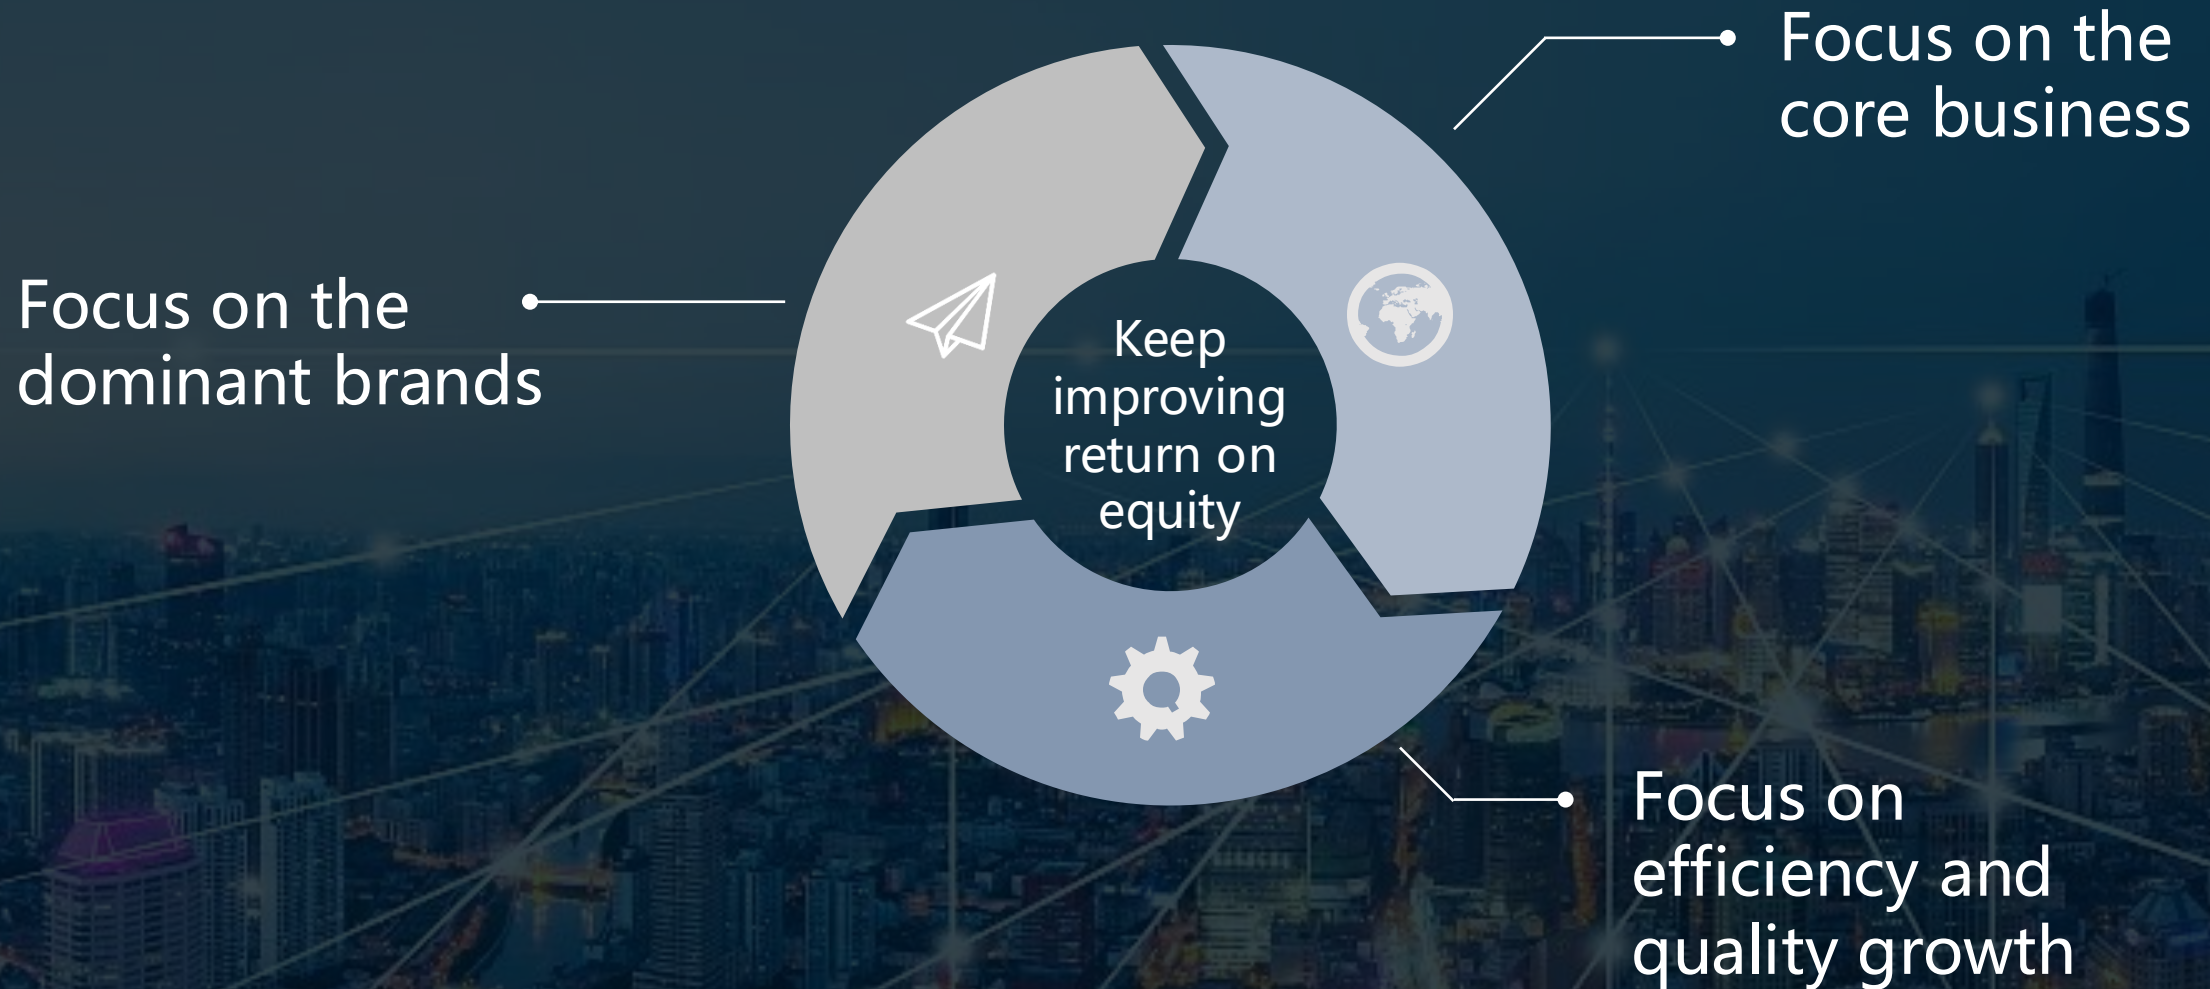 Focus on the
core business
Focus on the
dominant brands
Keep
improving
return on
equity
Focus on
efficiency and
quality growth